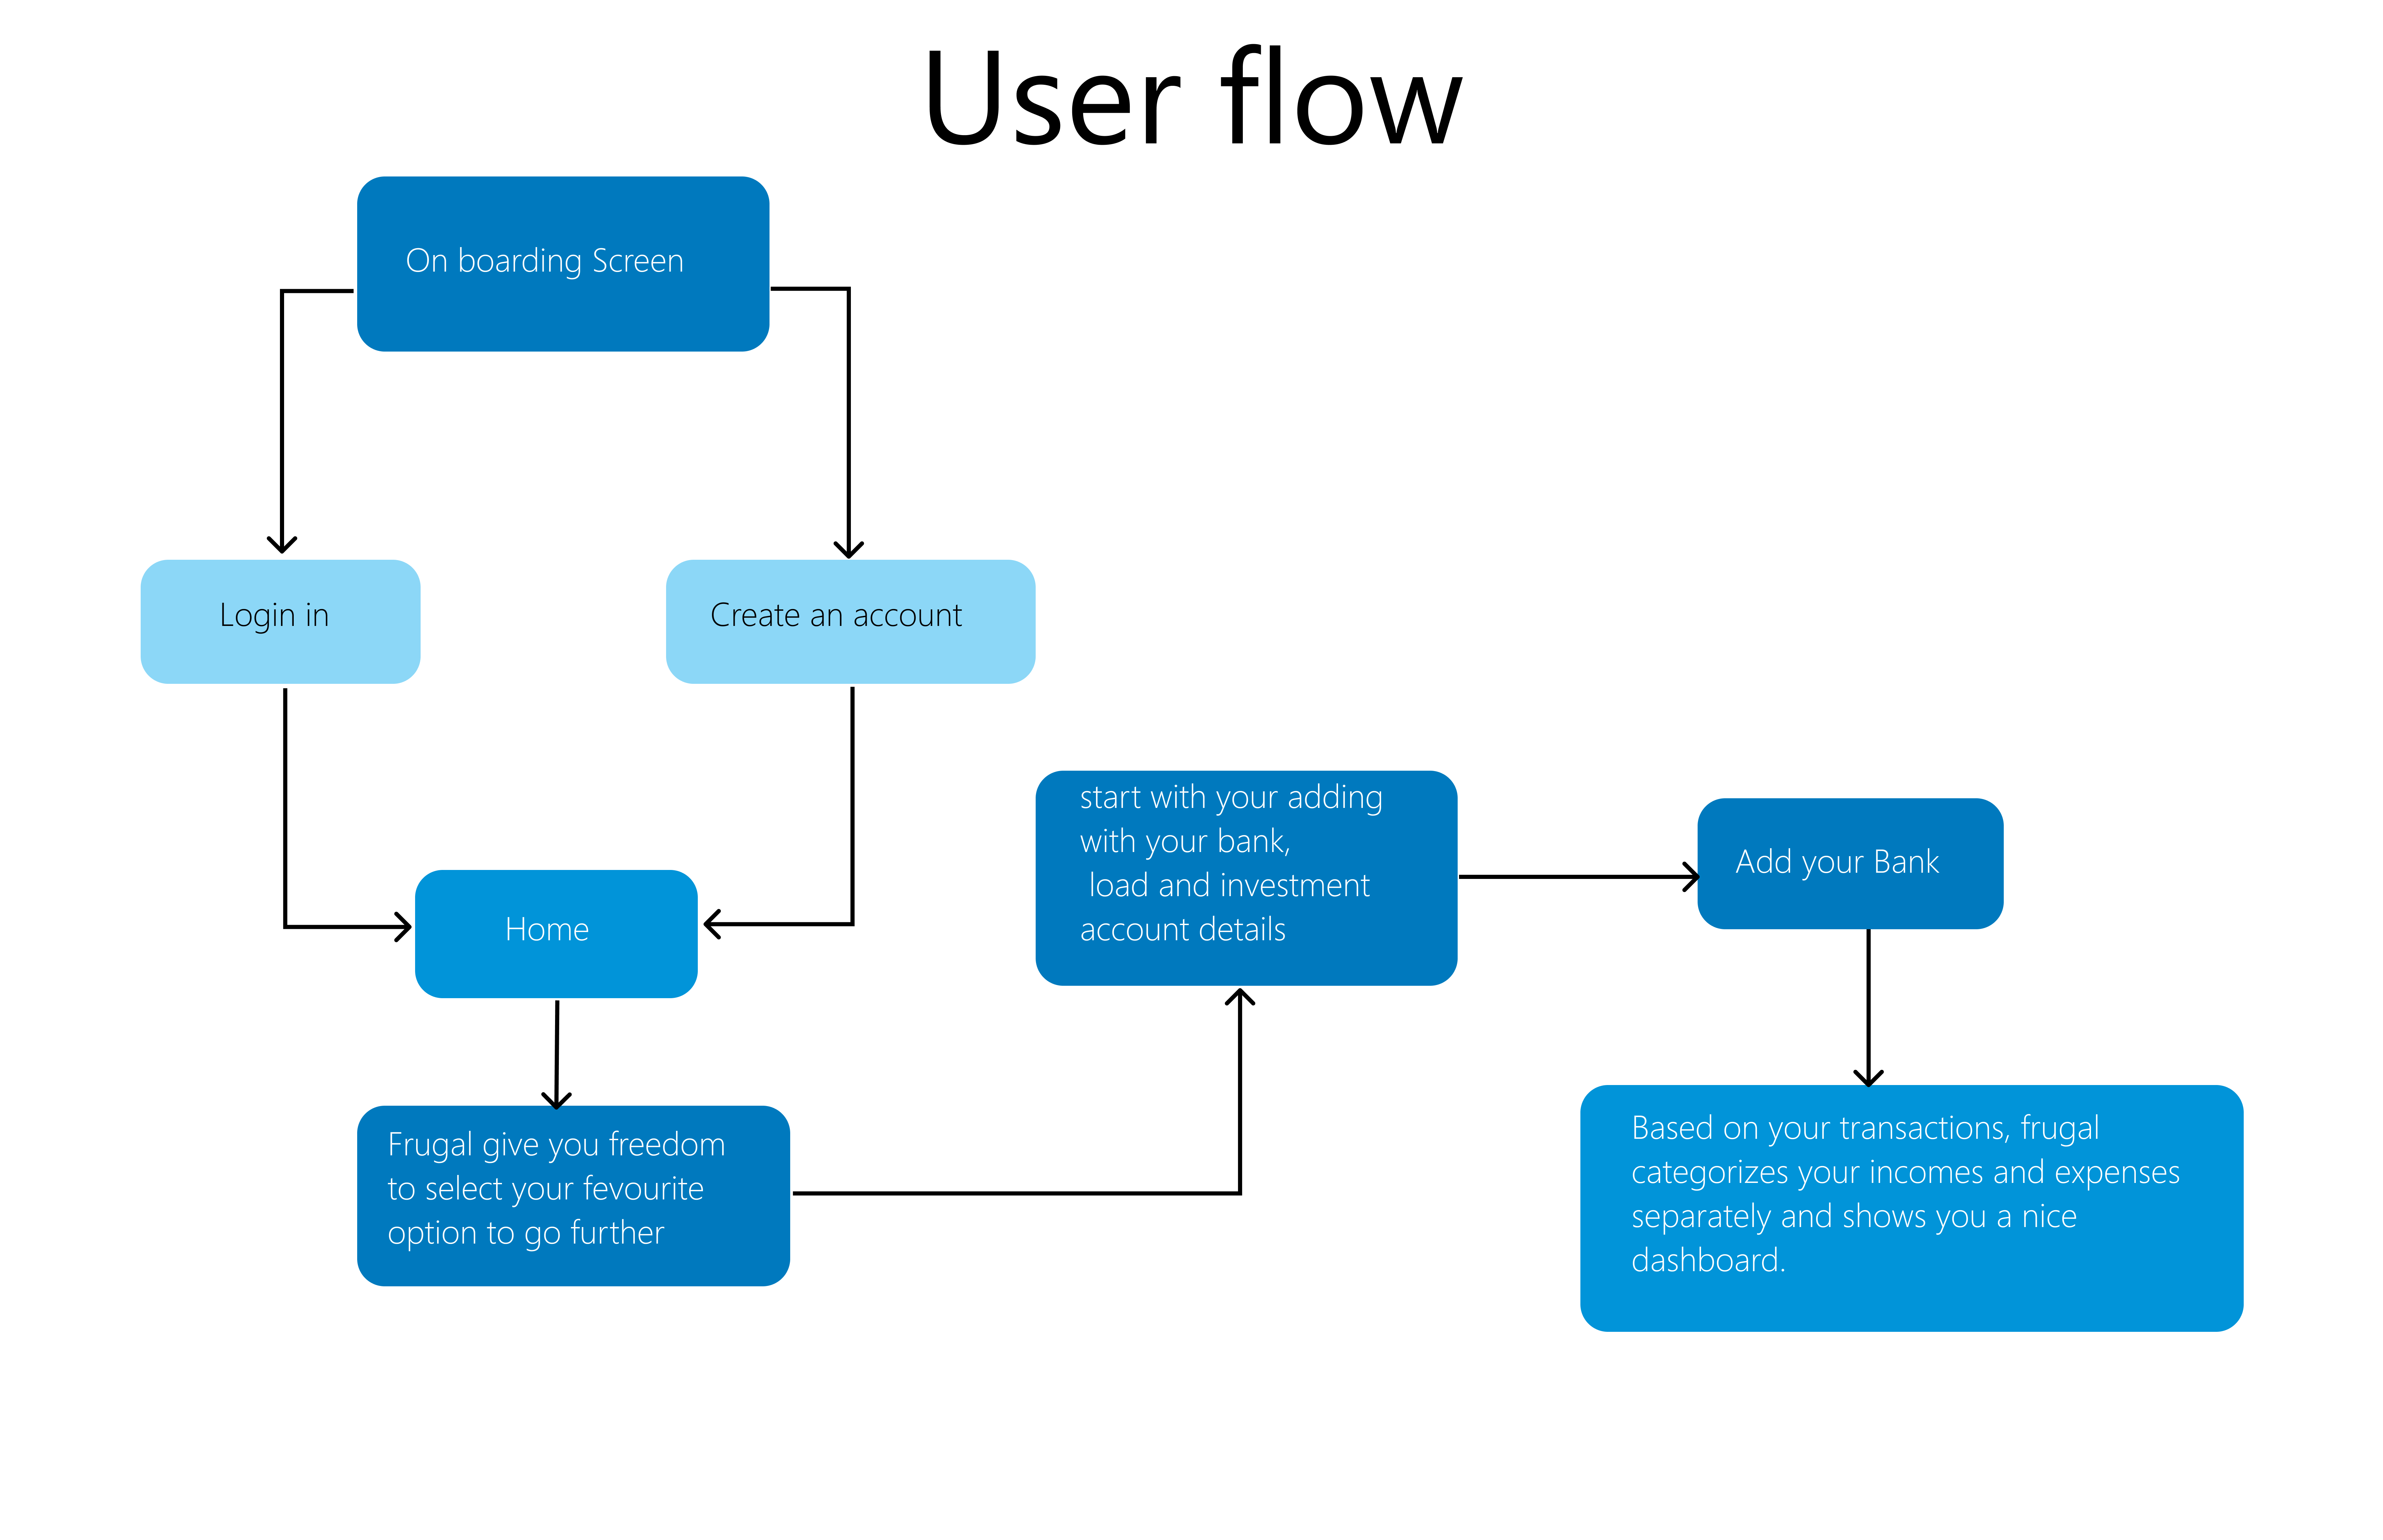 User flow
On boarding Screen
Login in
Create an account
Home
Frugal give you freedom
to select your fevourite
option to go further
start with your adding
with your bank,
load and investment
account details
Add your Bank
Based on your transactions, frugal
categorizes your incomes and expenses
separately and shows you a nice
dashboard.